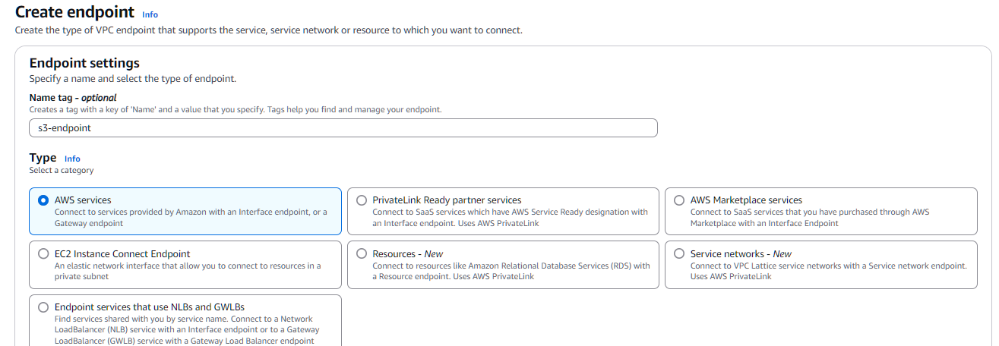 Create endpoint Info
Create the type of VPC endpoint that supports the service, service network or resource to which you want to connect.
Endpoint settings
Specify a name and select the type of endpoint.
Name tag - optional
Creates a tag with a key of 'Name' and a value that you specify. Tags help you find and manage your endpoint.
s3-endpoint
Type Info
Select a category
AWS services
Connect to services provided by Amazon with an Interface endpoint, or a
Gateway endpoint
PrivateLink Ready partner services
Connect to SaaS services which have AWS Service Ready designation with
an Interface endpoint. Uses AWS PrivateLink
AWS Marketplace services
Connect to SaaS services that you have purchased through AWS
Marketplace with an Interface Endpoint
EC2 Instance Connect Endpoint
An elastic network interface that allow you to connect to resources in a
private subnet
Resources - New
Connect to resources like Amazon Relational Database Services (RDS) with
a Resource endpoint. Uses AWS PrivateLink
Service networks - New
Connect to VPC Lattice service networks with a Service network endpoint.
Uses AWS PrivateLink
Endpoint services that use NLBs and GWLBs
Find services shared with you by service name. Connect to a Network
LoadBalancer (NLB) service with an Interface endpoint or to a Gateway
LoadBalancer (GWLB) service with a Gateway Load Balancer endpoint